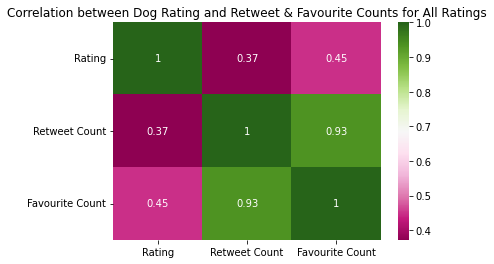 Correlation between Dog Rating and Retweet & Favourite Counts for All Ratings
Rating
1
0.37
0.45
Retweet Count
0.37
1
0.93
Favourite Count
0.45
0.93
1
Rating
Retweet Count
Favourite Count
1.0
0.9
0.8
0.7
0.6
0.5
0.4